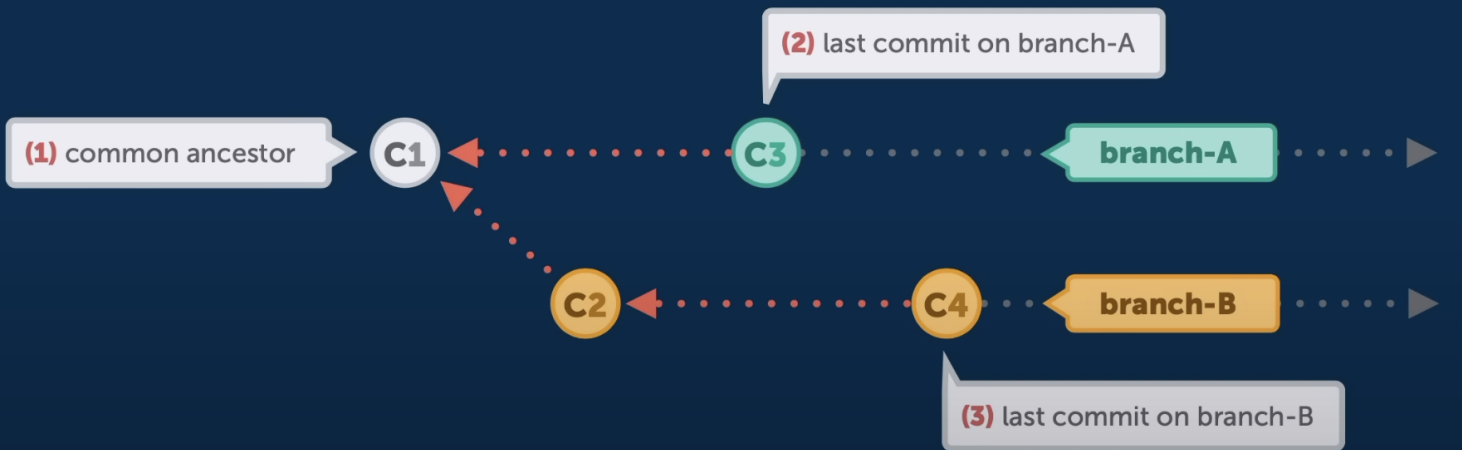 (2) last commit on branch-A
(1) common ancestor
C1
C3
branch-A
C2
C4
branch-B
(3) last commit on branch-B